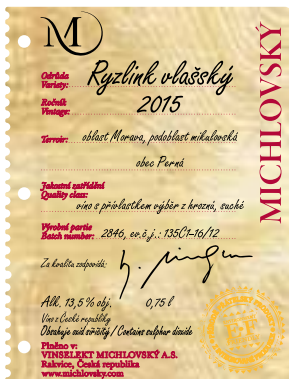 M
MICHLOVSKÝ
Odrůda
Variety: Ryzlink vlašský
Ročník
Vintage: 2015
Terroir: oblast Morava, podoblast mikulovská
obec Perná
Jakostní zatřídění
Quality class:
víno s přívlastkem výběr z hroznů, suché
Výrobní partie
Batch number: 2846, ev.č.j.: 135C1-16/12
Za kvalitu zodpovídá:
Alk. 13,5 % obj. 0,75 l
Víno z České republiky
Obsahuje oxid siřičitý / Contains sulphur dioxide
Plněno v:
VINSELEKT MICHLOVSKÝ A.S.
Rakvice, Česká republika
www.michlovsky.com